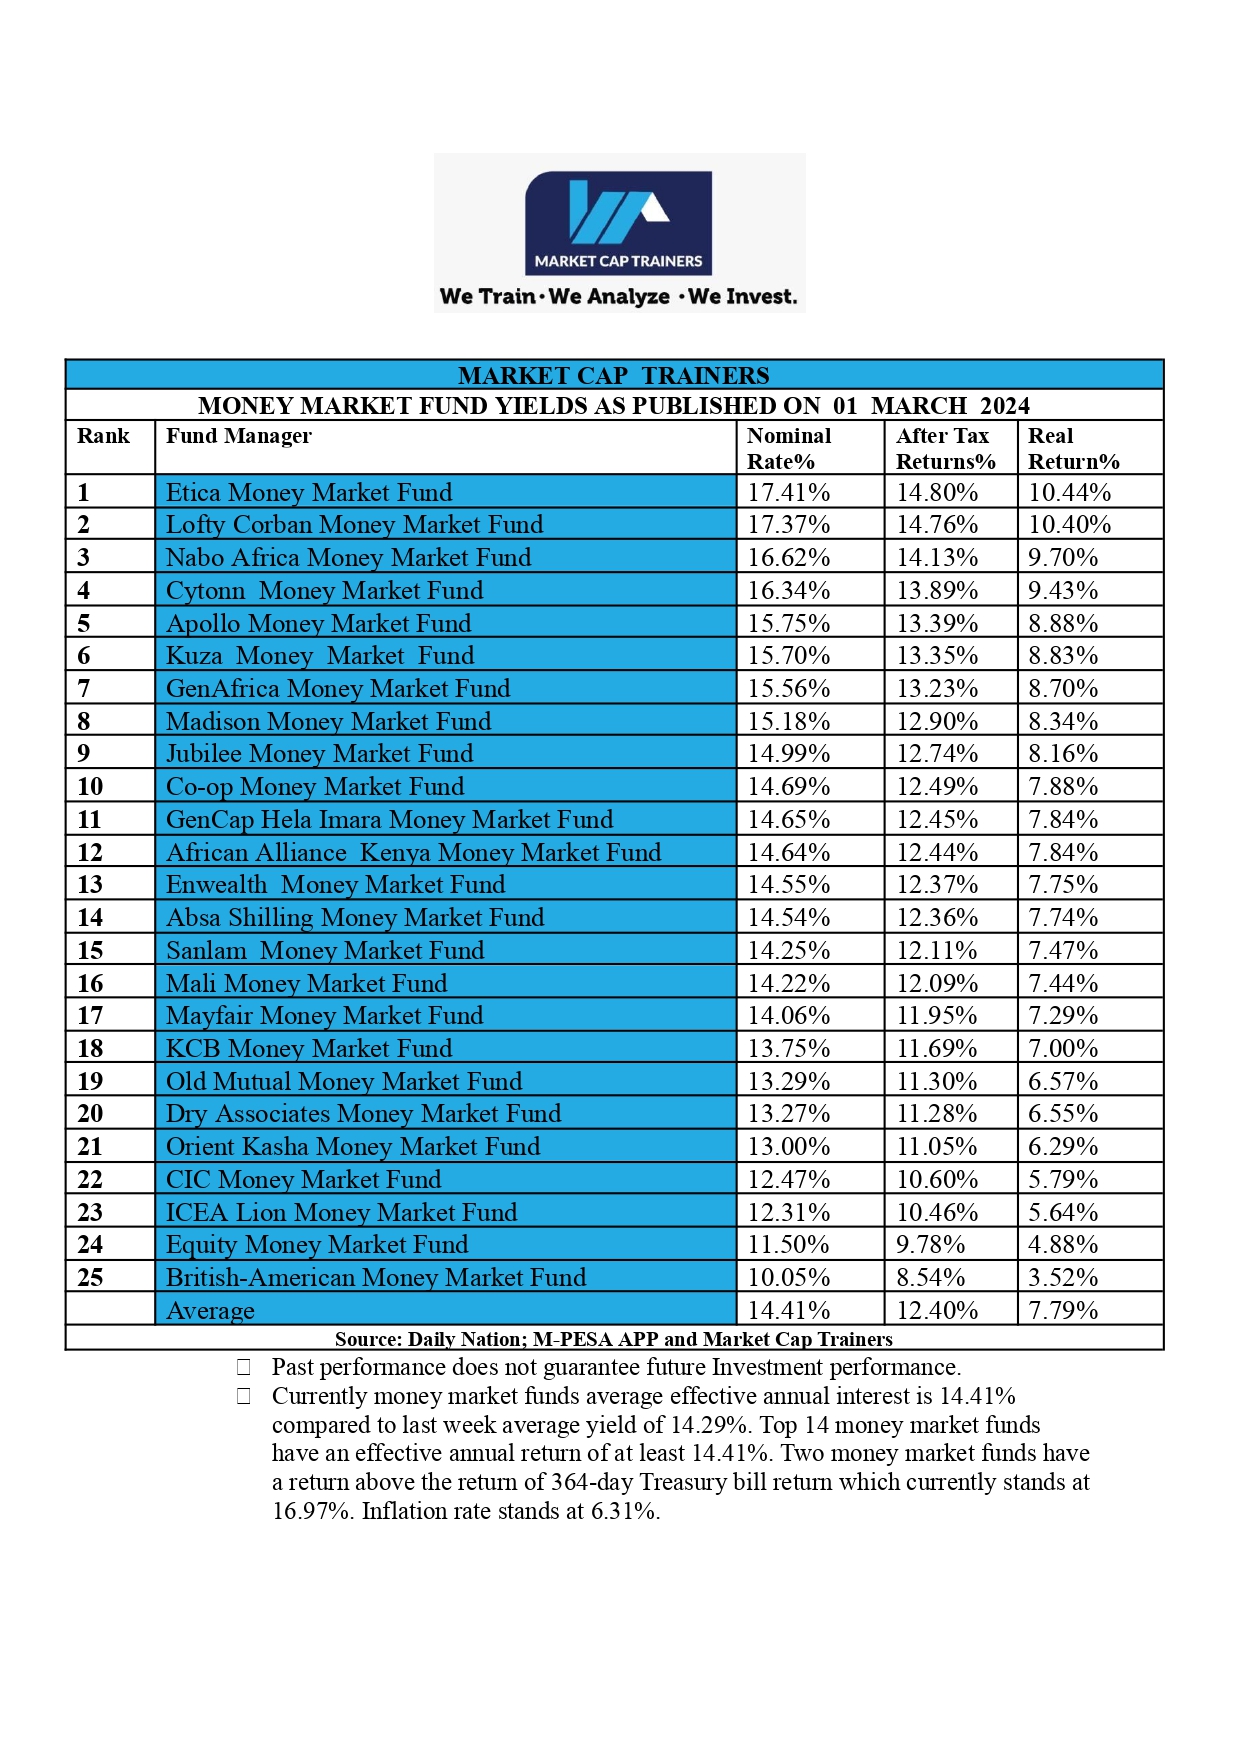 MARKET CAP TRAINERS
We Train · We Analyze · We Invest.
MARKET CAP TRAINERS
MONEY MARKET FUND YIELDS AS PUBLISHED ON 01 MARCH 2024
Rank Fund Manager Nominal Rate% After Tax Returns% Real Return%
1 Etica Money Market Fund 17.41% 14.80% 10.44%
2 Lofty Corban Money Market Fund 17.37% 14.76% 10.40%
3 Nabo Africa Money Market Fund 16.62% 14.13% 9.70%
4 Cytonn Money Market Fund 16.34% 13.89% 9.43%
5 Apollo Money Market Fund 15.75% 13.39% 8.88%
6 Kuza Money Market Fund 15.70% 13.35% 8.83%
7 GenAfrica Money Market Fund 15.56% 13.23% 8.70%
8 Madison Money Market Fund 15.18% 12.90% 8.34%
9 Jubilee Money Market Fund 14.99% 12.74% 8.16%
10 Co-op Money Market Fund 14.69% 12.49% 7.88%
11 GenCap Hela Imara Money Market Fund 14.65% 12.45% 7.84%
12 African Alliance Kenya Money Market Fund 14.64% 12.44% 7.84%
13 Enwealth Money Market Fund 14.55% 12.37% 7.75%
14 Absa Shilling Money Market Fund 14.54% 12.36% 7.74%
15 Sanlam Money Market Fund 14.25% 12.11% 7.47%
16 Mali Money Market Fund 14.22% 12.09% 7.44%
17 Mayfair Money Market Fund 14.06% 11.95% 7.29%
18 KCB Money Market Fund 13.75% 11.69% 7.00%
19 Old Mutual Money Market Fund 13.29% 11.30% 6.57%
20 Dry Associates Money Market Fund 13.27% 11.28% 6.55%
21 Orient Kasha Money Market Fund 13.00% 11.05% 6.29%
22 CIC Money Market Fund 12.47% 10.60% 5.79%
23 ICEA Lion Money Market Fund 12.31% 10.46% 5.64%
24 Equity Money Market Fund 11.50% 9.78% 4.88%
25 British-American Money Market Fund 10.05% 8.54% 3.52%
Average 14.41% 12.40% 7.79%
Source: Daily Nation; M-PESA APP and Market Cap Trainers
Past performance does not guarantee future Investment performance.
Currently money market funds average effective annual interest is 14.41%
compared to last week average yield of 14.29%. Top 14 money market funds
have an effective annual return of at least 14.41%. Two money market funds have
a return above the return of 364-day Treasury bill return which currently stands at
16.97%. Inflation rate stands at 6.31%.